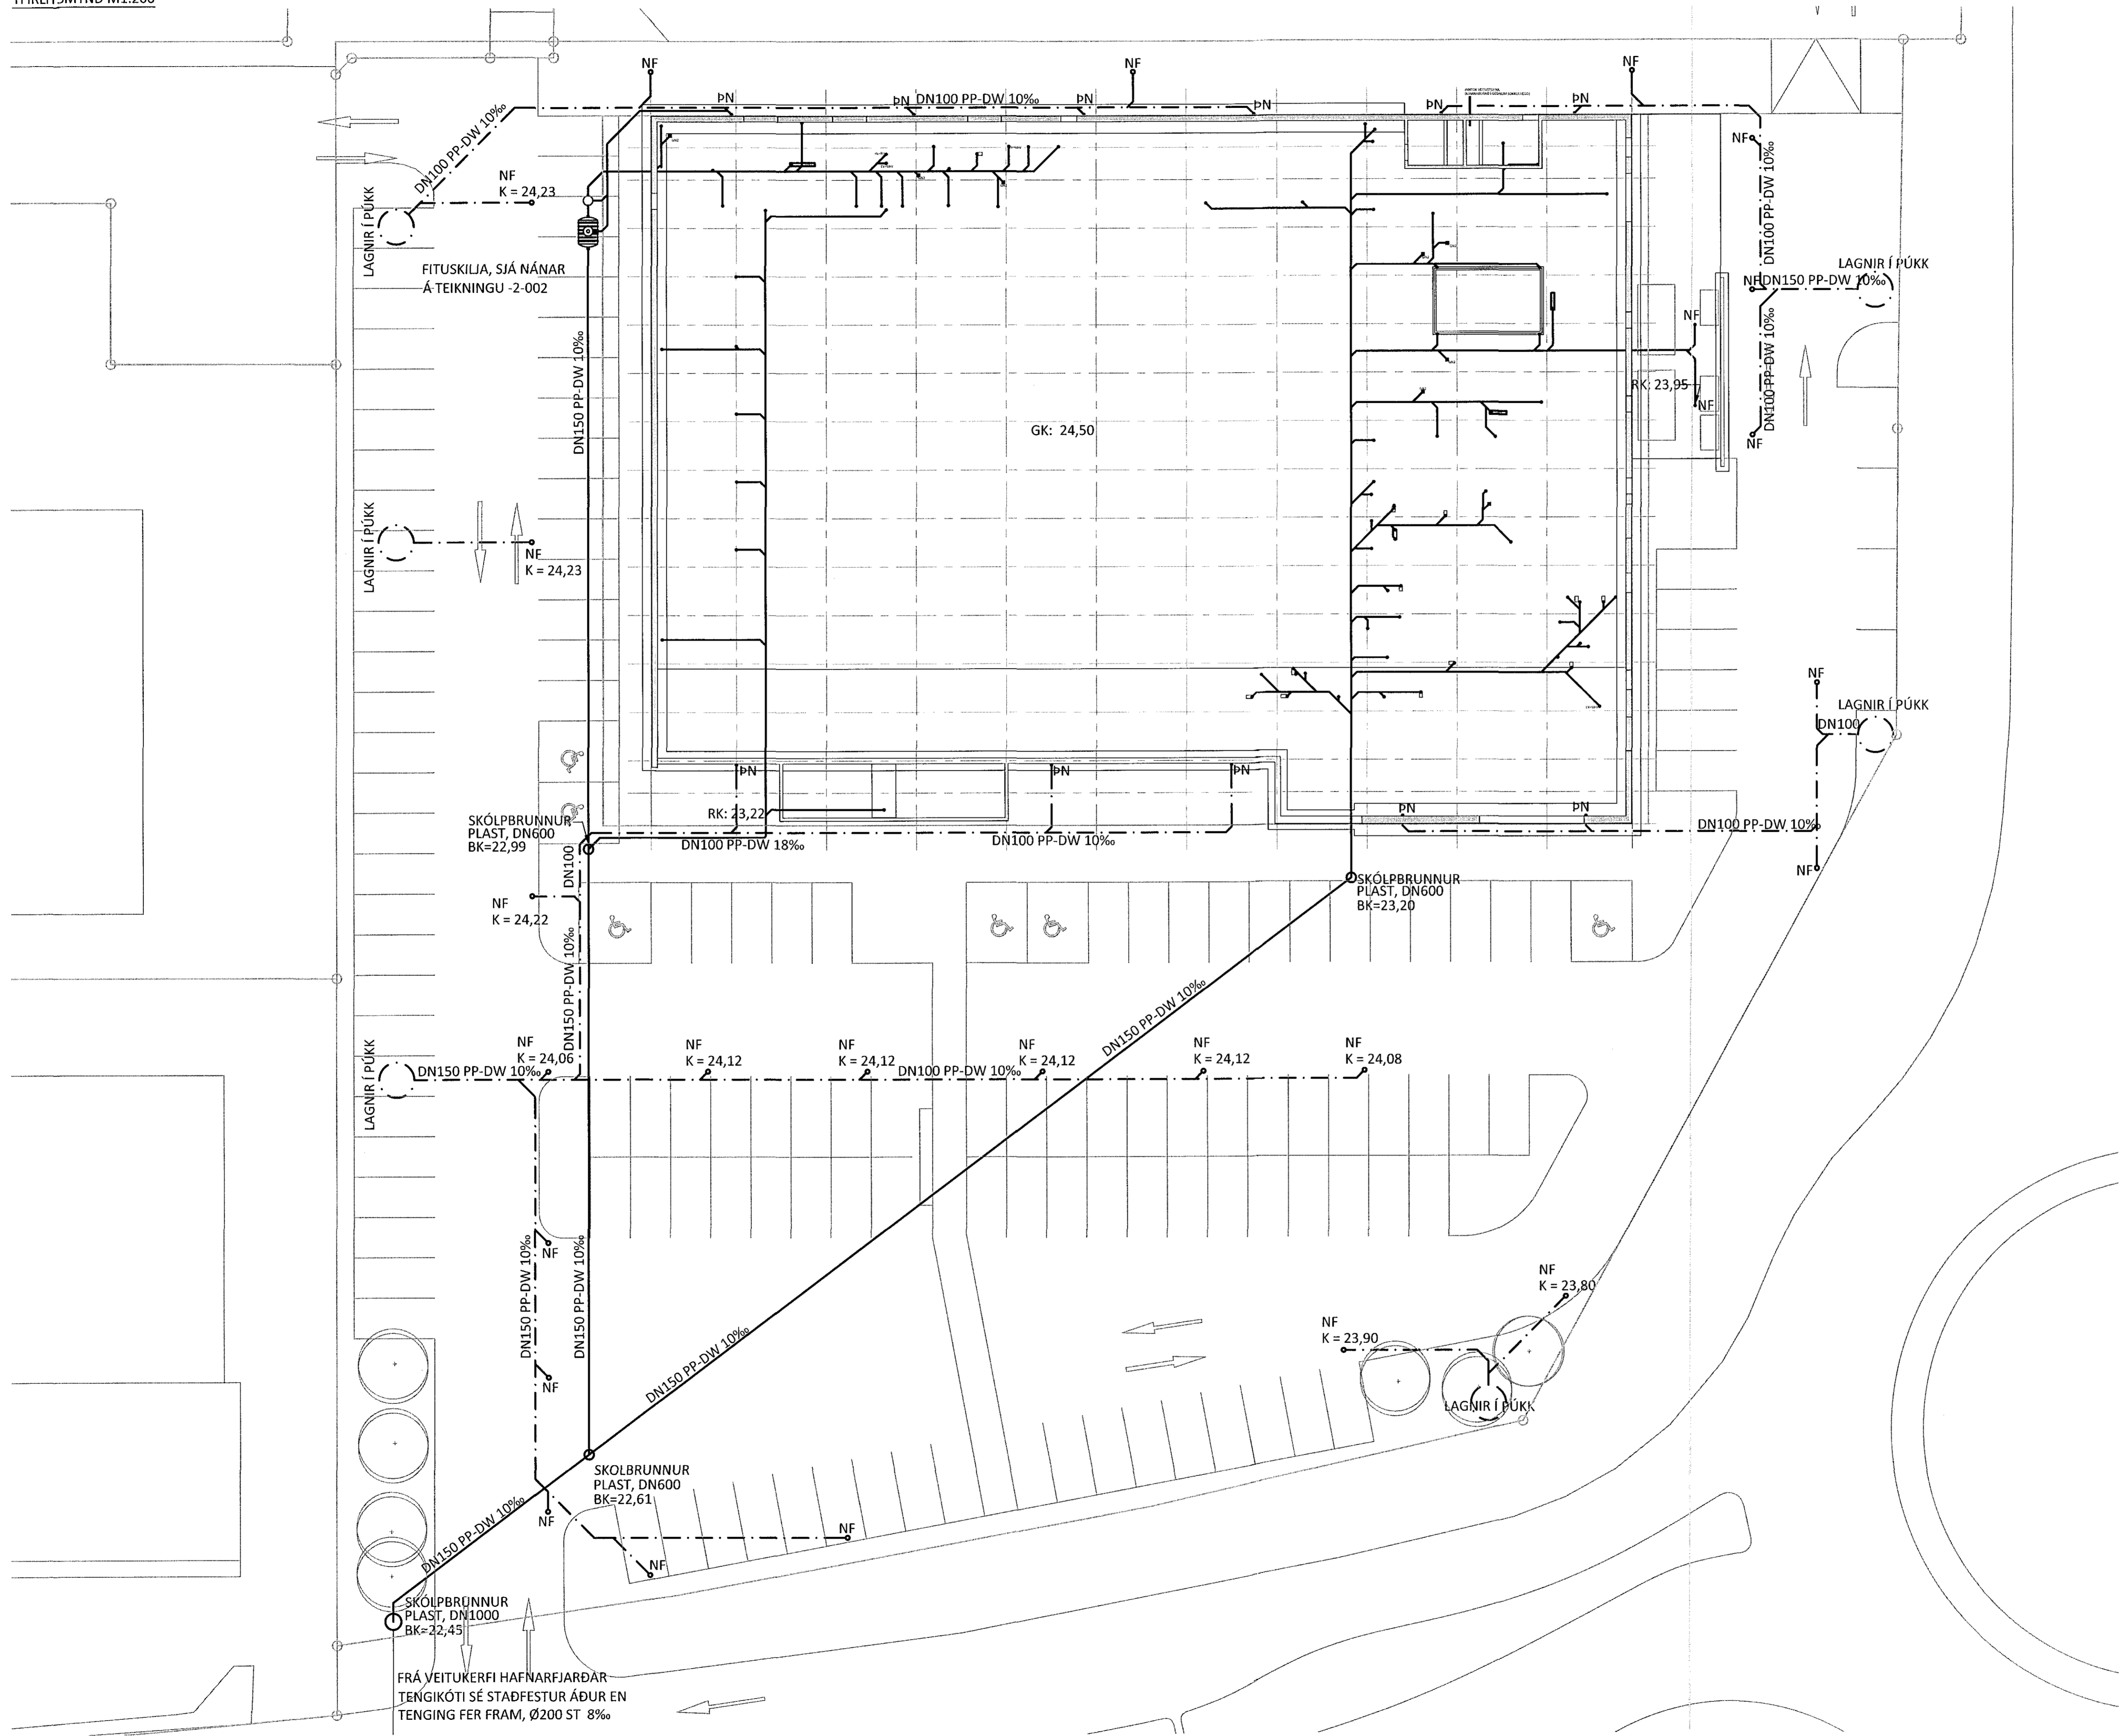 NF
NF
NF
ÞN
ÞN
DN100 PP-DW 10‰
ÞN
ÞN
ÞN
ÞN
DN100 PP-DW 10‰
NF
K = 24,23
LAGNIR Í PÚKK
NF
DN100 PP-DW 10‰
FITUSKILJA, SJÁ NÁNAR
Á TEIKNINGU -2-002
LAGNIR Í PÚKK
NF
DN150 PP-DW 10‰
NF
DN150 PP-DW 10‰
DN100 PP-DW 10‰
RK: 23,95
NF
GK: 24,50
NF
LAGNIR Í PÚKK
NF
K = 24,23
NF
LAGNIR Í PÚKK
DN100
ÞN
ÞN
ÞN
RK: 23,22
SKÓLPBRUNNUR
PLAST, DN600
BK=22,99
DN100 PP-DW 18‰
DN100 PP-DW 10‰
ÞN
ÞN
DN100 PP-DW 10‰
NF
DN100
NF
K = 24,22
SKÓLPBRUNNUR
PLAST, DN600
BK=23,20
DN150 PP-DW 10‰
DN150 PP-DW 10‰
LAGNIR Í PÚKK
NF
K = 24,06
DN150 PP-DW 10‰
NF
K = 24,12
NF
K = 24,12
DN100 PP-DW 10‰
NF
K = 24,12
NF
K = 24,12
NF
K = 24,08
NF
DN150 PP-DW 10‰
DN150 PP-DW 10‰
NF
NF
K = 23,80
NF
K = 23,90
LAGNIR Í PÚKK
DN150 PP-DW 10‰
SKOLBRUNNUR
PLAST, DN600
BK=22,61
NF
NF
NF
DN150 PP-DW 10‰
SKÓLPBRUNNUR
PLAST, DN1000
BK=22,45
FRÁ VEITUKERFI HAFNARFJARÐAR
TENGIKÓTI SÉ STAÐFESTUR ÁÐUR EN
TENGING FER FRAM, Ø200 ST 8‰